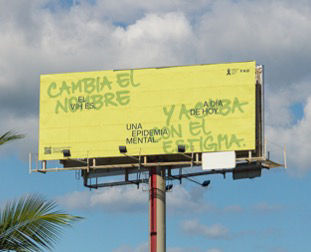 CAMBIA EL
NOMBRE
EL
VIH ES,
UNA
EPIDEMIA
MENTAL.
Y ACABA
CON EL
ESTIGMA.
A DÍA
DE HOY,